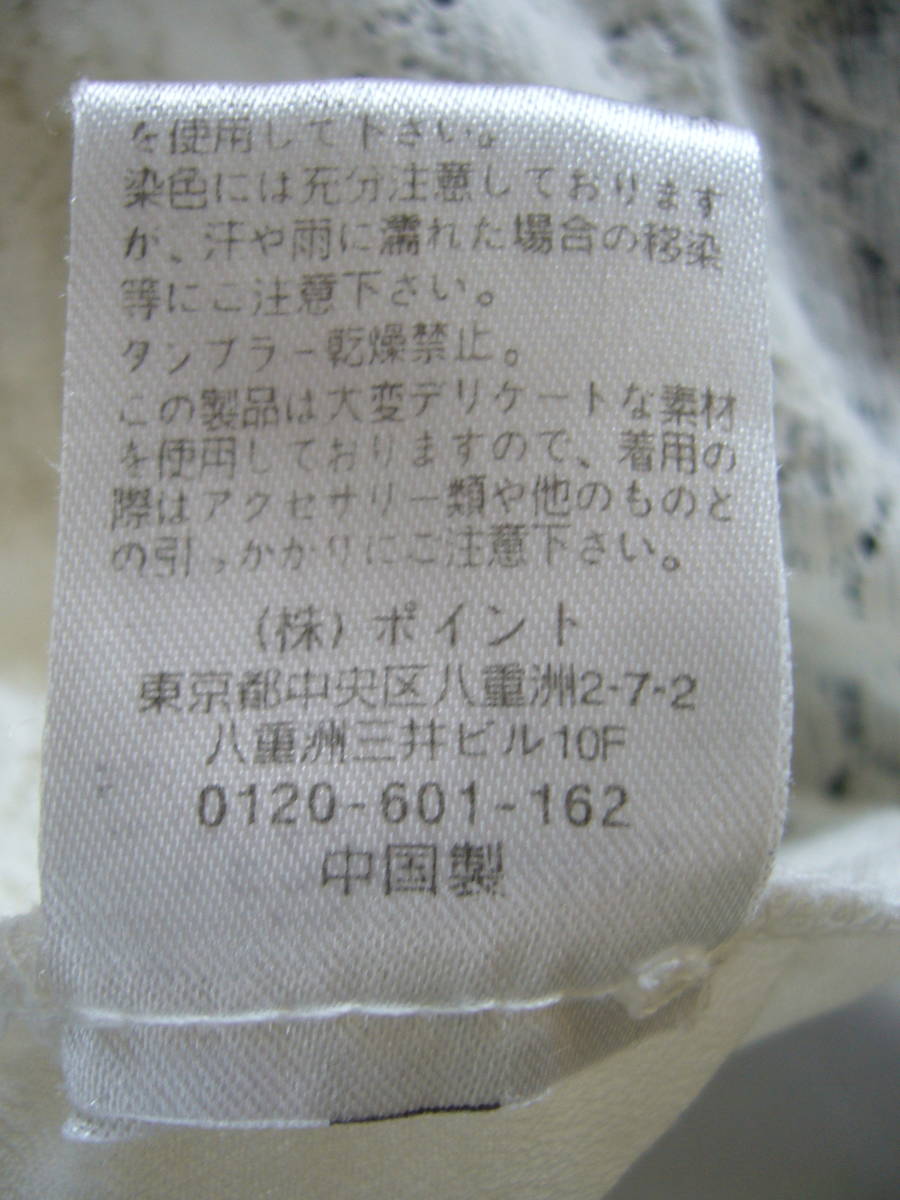 を使用して下さい。
染色には充分注意しております
が、汗や雨に濡れた場合の移染
等にご注意下さい。
タンブラー乾燥禁止。
この製品は大変デリケートな素材
を使用しておりますので、着用の
際はアクセサリー類や他のものと
の引っかかりにご注意下さい。
(株)ポイント
東京都中央区八重洲2-7-2
八重洲三井ビル10F
0120-601-162
中国製